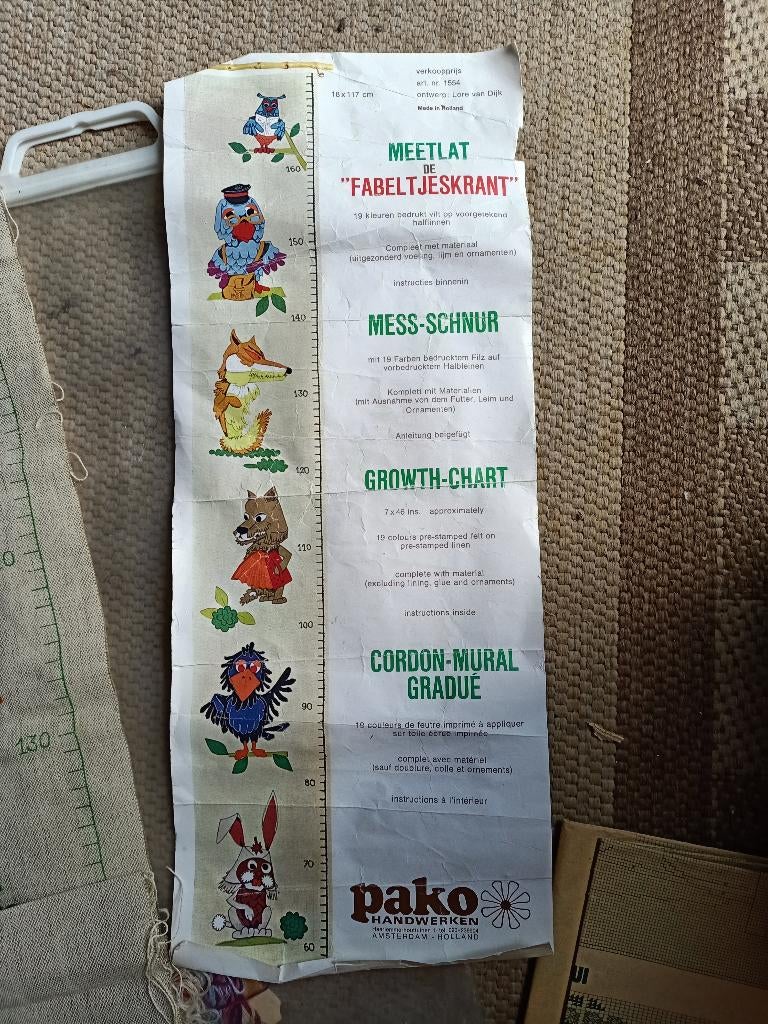 verkoopprijs
art. nr. 1554
18 x 117 cm
ontwerp: Lore van Dijk
Made in Holland
MEETLAT
DE
"FABELTJESKRANT"
19 kleuren bedrukt vilt op voorgetekend
halflinnen
Compleet met materiaal
(uitgezonderd voering, lijm en ornamenten)
instructies binnenin
MESS-SCHNUR
mit 19 Farben bedrucktem Filz auf
vorbedrucktem Halbleinen
Komplett mit Materialien
(mit Ausnahme von dem Futter, Leim und
Ornamenten)
Anleitung beigefügt
GROWTH-CHART
7 x 46 ins. approximately
19 colours pre-stamped felt on
pre-stamped linen
complete with material
(excluding lining, glue and ornaments)
instructions inside
CORDON-MURAL
GRADUÉ
19 couleurs de feutre imprimé à appliquer
sur toile écrue imprimée
complet avec matériel
(sauf doublure, colle et ornements)
instructions à l'intérieur
pako
HANDWERKEN
AMSTERDAM - HOLLAND
160
150
140
130
120
110
100
90
80
70
60
0
130
UI